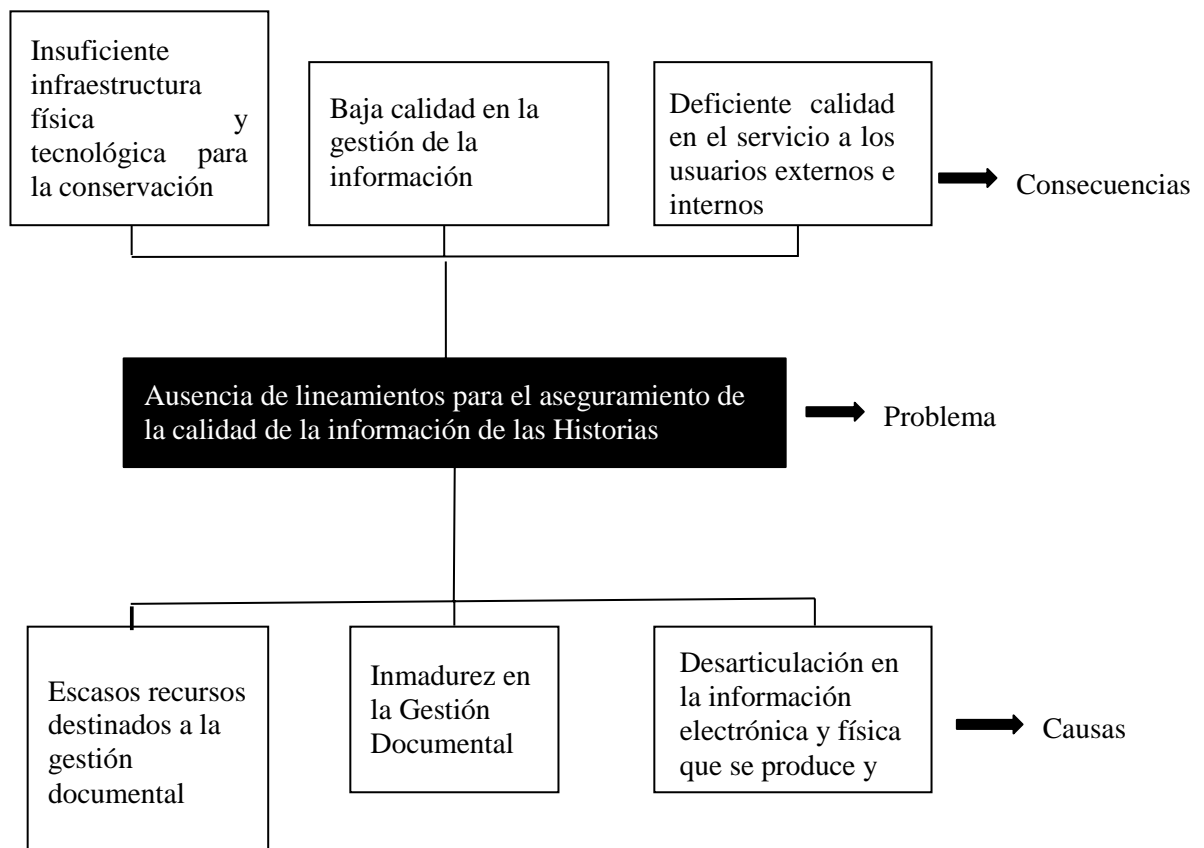 Insuficiente
infraestructura
física y
tecnológica para
la conservación
Baja calidad en la
gestión de la
información
Deficiente calidad
en el servicio a los
usuarios externos e
internos
Consecuencias
Ausencia de lineamientos para el aseguramiento de
la calidad de la información de las Historias
Problema
Escasos recursos
destinados a la
gestión
documental
Inmadurez en
la Gestión
Documental
Desarticulación en
la información
electrónica y física
que se produce y
Causas